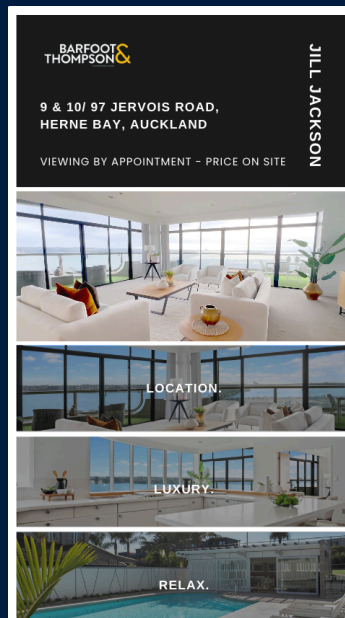 BARFOOT&
THOMPSON
9 & 10/ 97 JERVOIS ROAD,
HERNE BAY, AUCKLAND
VIEWING BY APPOINTMENT - PRICE ON SITE
JILL JACKSON
LOCATION.
LUXURY.
RELAX.